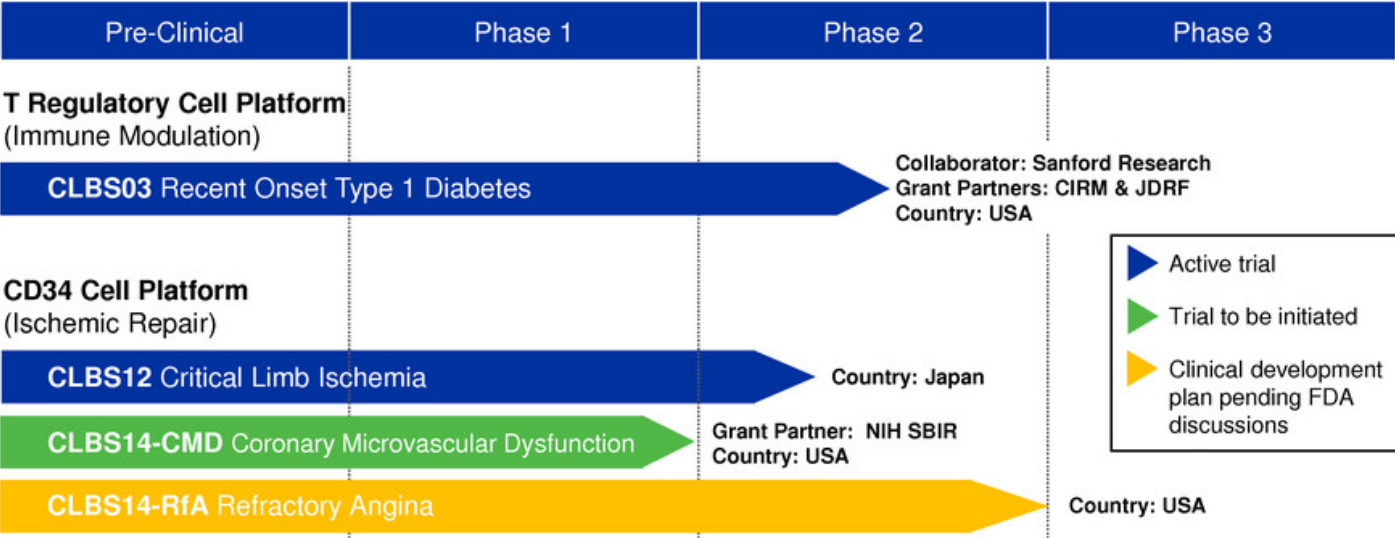 Pre-Clinical
Phase 1
Phase 2
Phase 3
T Regulatory Cell Platform
(Immune Modulation)
CLBS03 Recent Onset Type 1 Diabetes
Collaborator: Sanford Research
Grant Partners: CIRM & JDRF
Country: USA
CD34 Cell Platform
(Ischemic Repair)
CLBS12 Critical Limb Ischemia
Country: Japan
CLBS14-CMD Coronary Microvascular Dysfunction
Grant Partner: NIH SBIR
Country: USA
CLBS14-RfA Refractory Angina
Country: USA
Active trial
Trial to be initiated
Clinical development
plan pending FDA
discussions